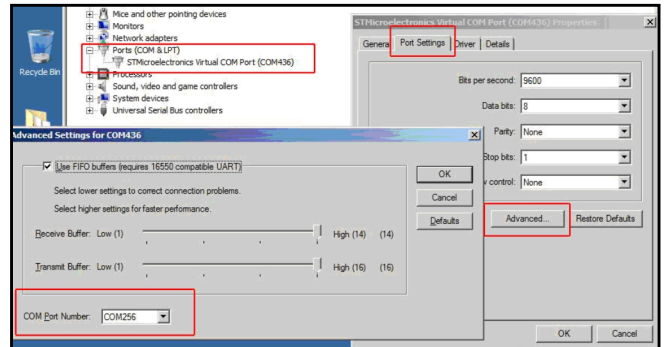 Mice and other pointing devices
Monitors
Network adapters
Ports (COM & LPT)
STMicroelectronics Virtual COM Port (COM436)
Processors
Sound, video and game controllers
System devices
Universal Serial Bus controllers
Recycle Bin
STMicroelectronics Virtual COM Port (COM436) Properties
General Port Settings Driver Details
Bits per second: 9600
Data bits: 8
Parity: None
Stop bits: 1
w control: None
Advanced... Restore Defaults
OK Cancel
Advanced Settings for COM436
Use FIFO buffers (requires 16550 compatible UART)
Select lower settings to correct connection problems.
Select higher settings for faster performance.
Receive Buffer: Low (1) High (14) (14)
Transmit Buffer: Low (1) High (16) (16)
COM Port Number: COM256
OK
Cancel
Defaults